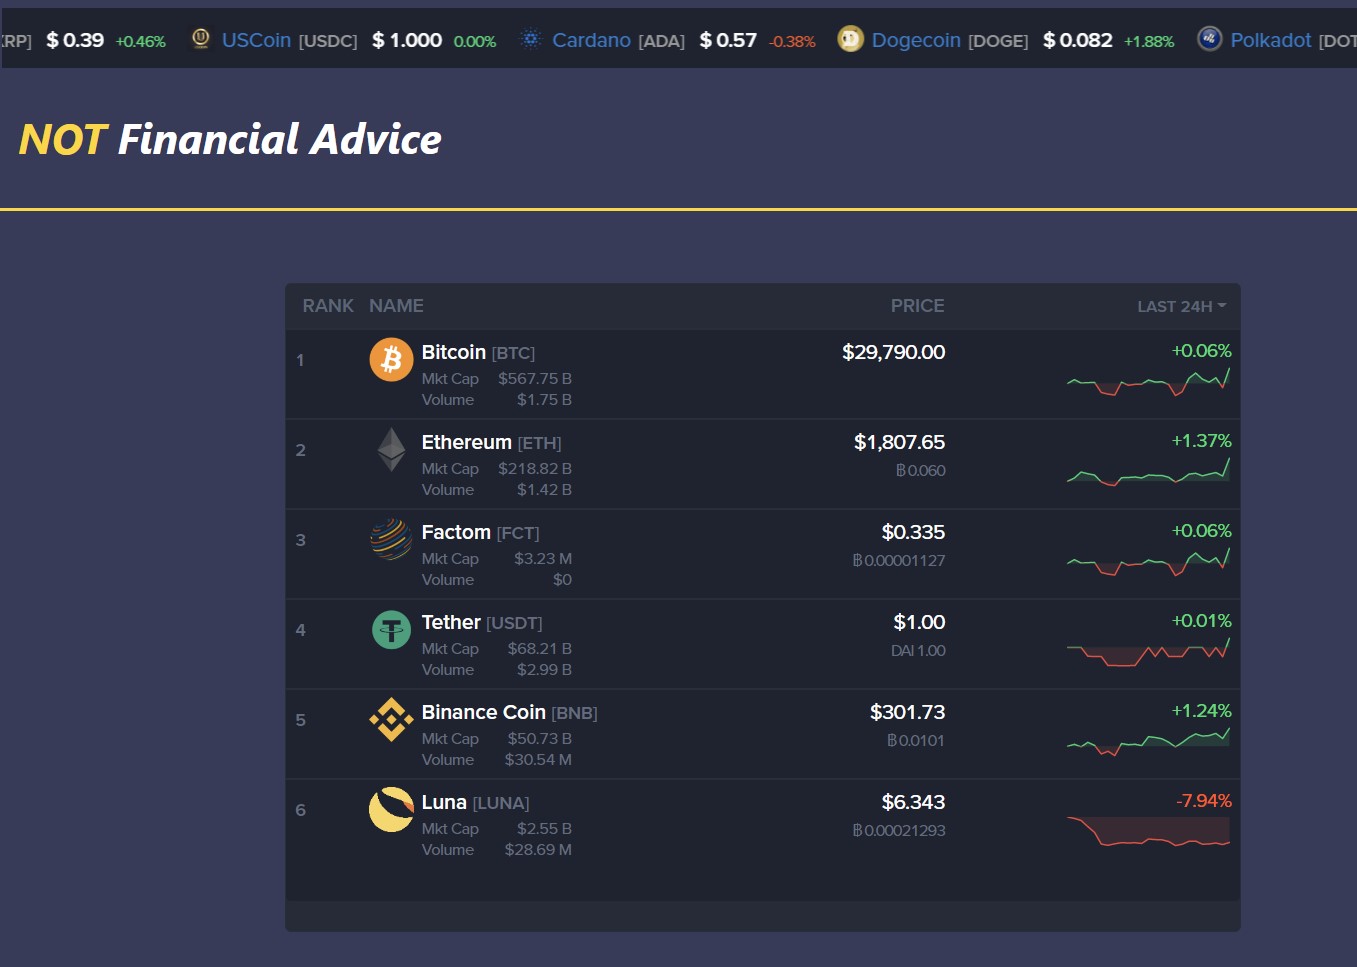 RP] $ 0.39 +0.46% USCoin [USDC] $ 1.000 0.00% Cardano [ADA] $ 0.57 -0.38% Dogecoin [DOGE] $ 0.082 +1.88% Polkadot [DOT
NOT Financial Advice
RANK NAME PRICE LAST 24H
1 Bitcoin [BTC] $29,790.00 +0.06%
Mkt Cap $567.75 B
Volume $1.75 B
2 Ethereum [ETH] $1,807.65 +1.37%
Mkt Cap $218.82 B ฿0.060
Volume $1.42 B
3 Factom [FCT] $0.335 +0.06%
Mkt Cap $3.23 M ฿0.00001127
Volume $0
4 Tether [USDT] $1.00 +0.01%
Mkt Cap $68.21 B DAI 1.00
Volume $2.99 B
5 Binance Coin [BNB] $301.73 +1.24%
Mkt Cap $50.73 B ฿0.0101
Volume $30.54 M
6 Luna [LUNA] $6.343 -7.94%
Mkt Cap $2.55 B ฿0.00021293
Volume $28.69 M